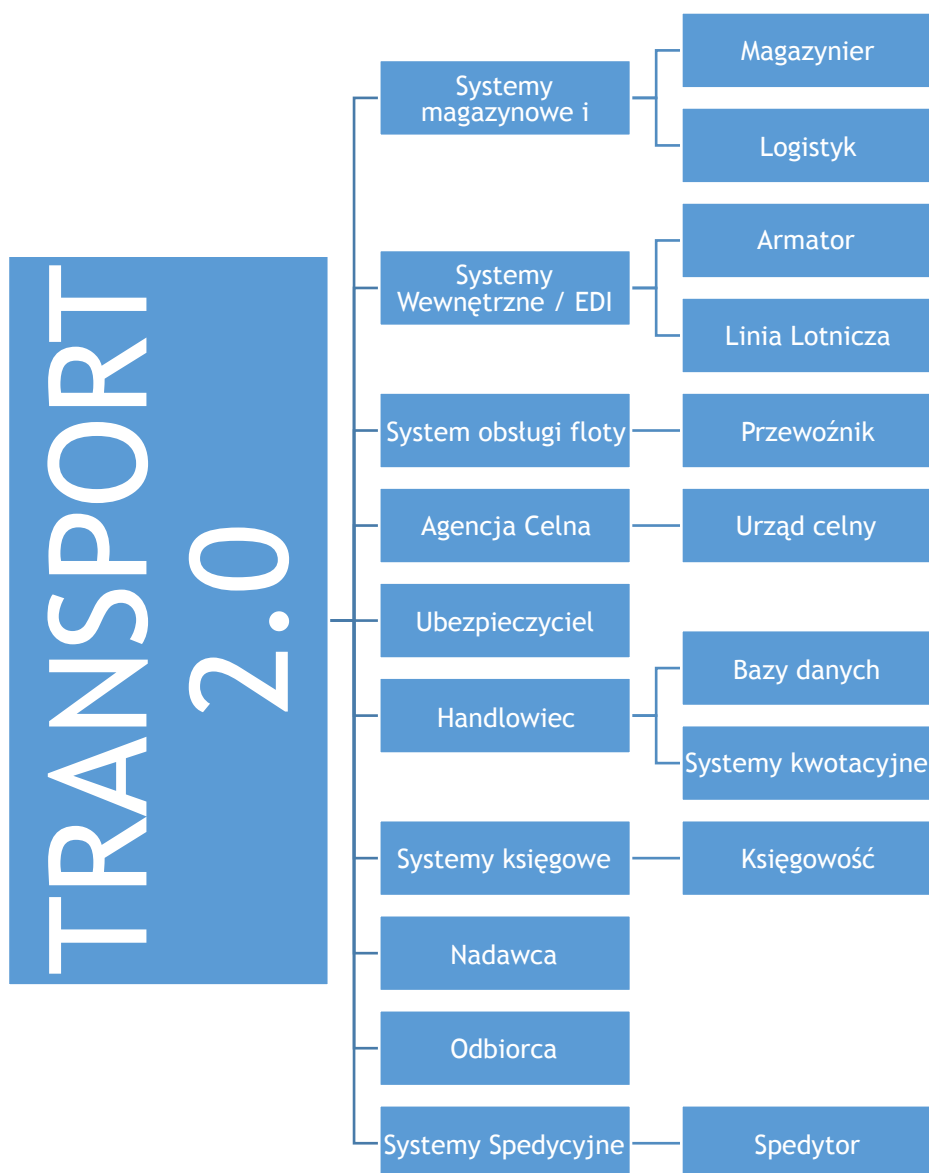 TRANSPORT
2.0
Systemy
magazynowe i
Magazynier
Logistyk
Systemy
Wewnętrzne / EDI
Armator
Linia Lotnicza
System obsługi floty
Przewoźnik
Agencja Celna
Urząd celny
Ubezpieczyciel
Handlowiec
Bazy danych
Systemy kwotacyjne
Systemy księgowe
Księgowość
Nadawca
Odbiorca
Systemy Spedycyjne
Spedytor